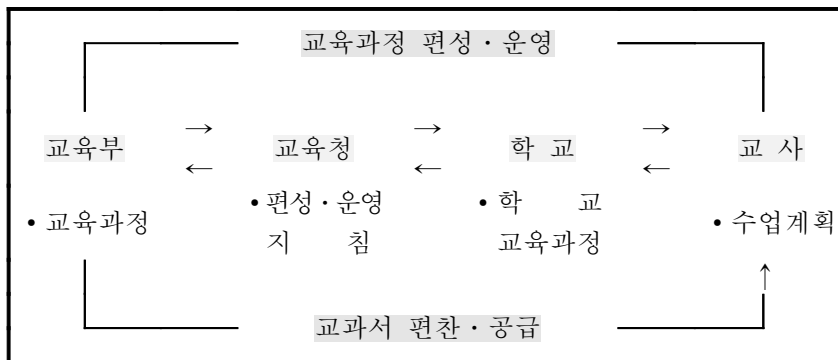 교육과정 편성·운영
→ → →
교육부 교육청 학 교 교 사
← ← ←
• 교육과정 • 편성·운영 지 침 • 학 교 교육과정 • 수업계획
교과서 편찬·공급